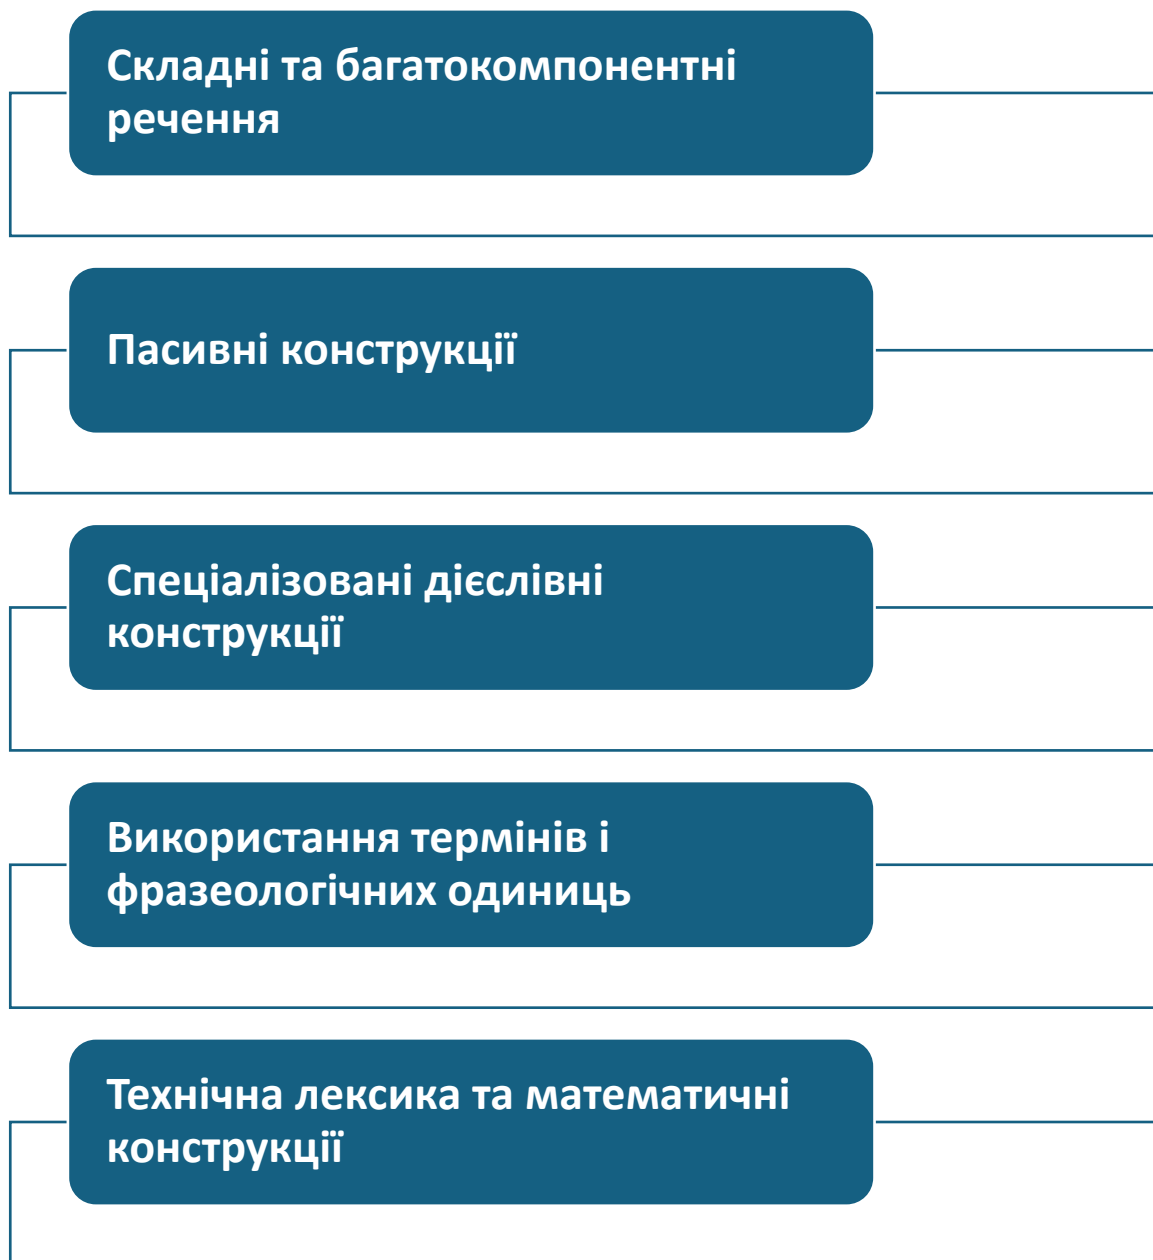 Складні та багатокомпонентні
речення
Пасивні конструкції
Спеціалізовані дієслівні
конструкції
Використання термінів і
фразеологічних одиниць
Технічна лексика та математичні
конструкції